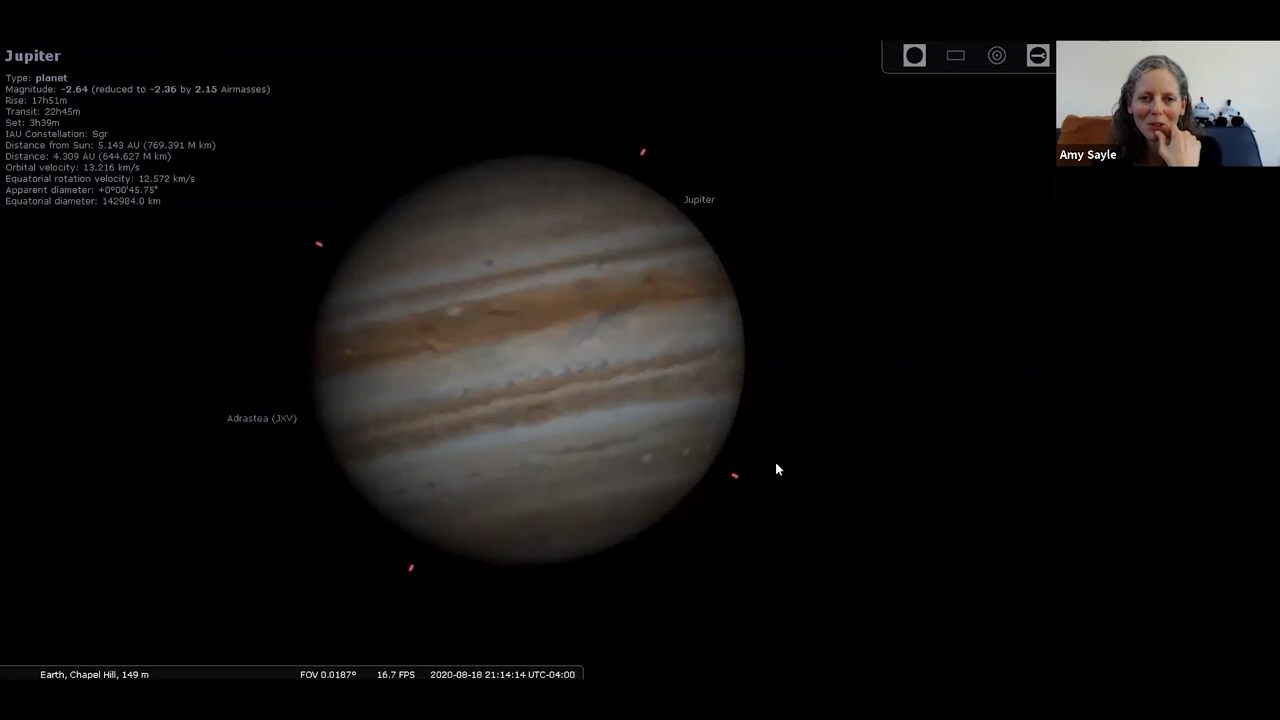 Jupiter
Type: planet
Magnitude: -2.64 (reduced to -2.36 by 2.15 Airmasses)
Rise: 17h51m
Transit: 22h45m
Set: 3h39m
IAU Constellation: Sgr
Distance from Sun: 5.143 AU (769.391 M km)
Distance: 4.309 AU (644.627 M km)
Orbital velocity: 13.216 km/s
Equatorial rotation velocity: 12.572 km/s
Apparent diameter: +0°00'45.75"
Equatorial diameter: 142984.0 km
Amy Sayle
Jupiter
Adrastea (JXV)
Earth, Chapel Hill, 149 m FOV 0.0187° 16.7 FPS 2020-08-18 21:14:14 UTC-04:00